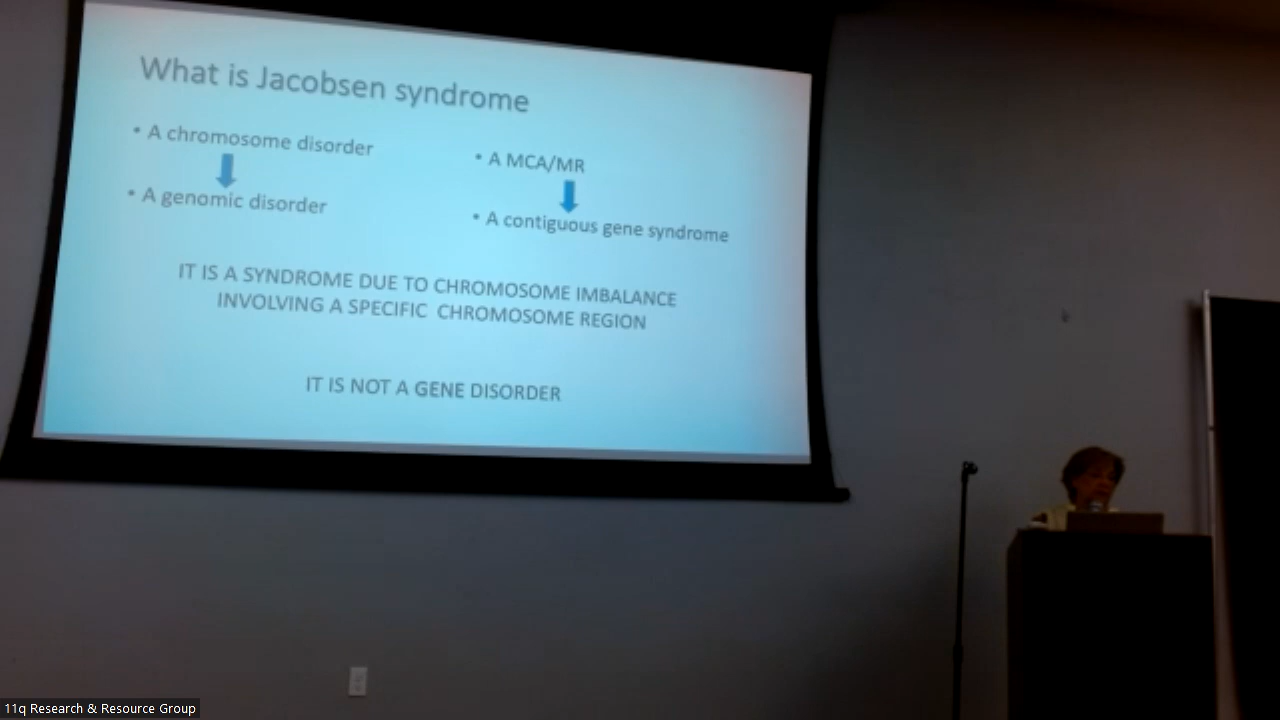 What is Jacobsen syndrome
• A chromosome disorder
• A genomic disorder
• A MCA/MR
• A contiguous gene syndrome
IT IS A SYNDROME DUE TO CHROMOSOME IMBALANCE
INVOLVING A SPECIFIC CHROMOSOME REGION
IT IS NOT A GENE DISORDER
11q Research & Resource Group